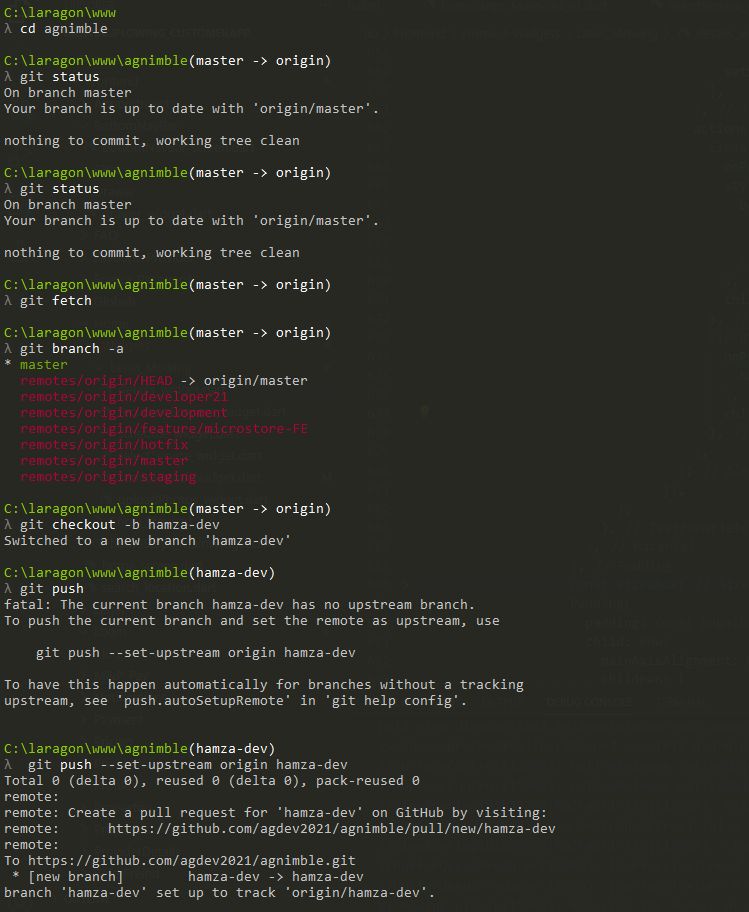 C:\laragon\www
λ cd agnimble
C:\laragon\www\agnimble(master -> origin)
λ git status
On branch master
Your branch is up to date with 'origin/master'.
nothing to commit, working tree clean
C:\laragon\www\agnimble(master -> origin)
λ git status
On branch master
Your branch is up to date with 'origin/master'.
nothing to commit, working tree clean
C:\laragon\www\agnimble(master -> origin)
λ git fetch
C:\laragon\www\agnimble(master -> origin)
λ git branch -a
* master
remotes/origin/HEAD -> origin/master
remotes/origin/developer21
remotes/origin/development
remotes/origin/feature/microstore-FE
remotes/origin/hotfix
remotes/origin/master
remotes/origin/staging
C:\laragon\www\agnimble(master -> origin)
λ git checkout -b hamza-dev
Switched to a new branch 'hamza-dev'
C:\laragon\www\agnimble(hamza-dev)
λ git push
fatal: The current branch hamza-dev has no upstream branch.
To push the current branch and set the remote as upstream, use
git push --set-upstream origin hamza-dev
To have this happen automatically for branches without a tracking
upstream, see 'push.autoSetupRemote' in 'git help config'.
C:\laragon\www\agnimble(hamza-dev)
λ  git push --set-upstream origin hamza-dev
Total 0 (delta 0), reused 0 (delta 0), pack-reused 0
remote:
remote: Create a pull request for 'hamza-dev' on GitHub by visiting:
remote:      https://github.com/agdev2021/agnimble/pull/new/hamza-dev
remote:
To https://github.com/agdev2021/agnimble.git
* [new branch]        hamza-dev -> hamza-dev
branch 'hamza-dev' set up to track 'origin/hamza-dev'.